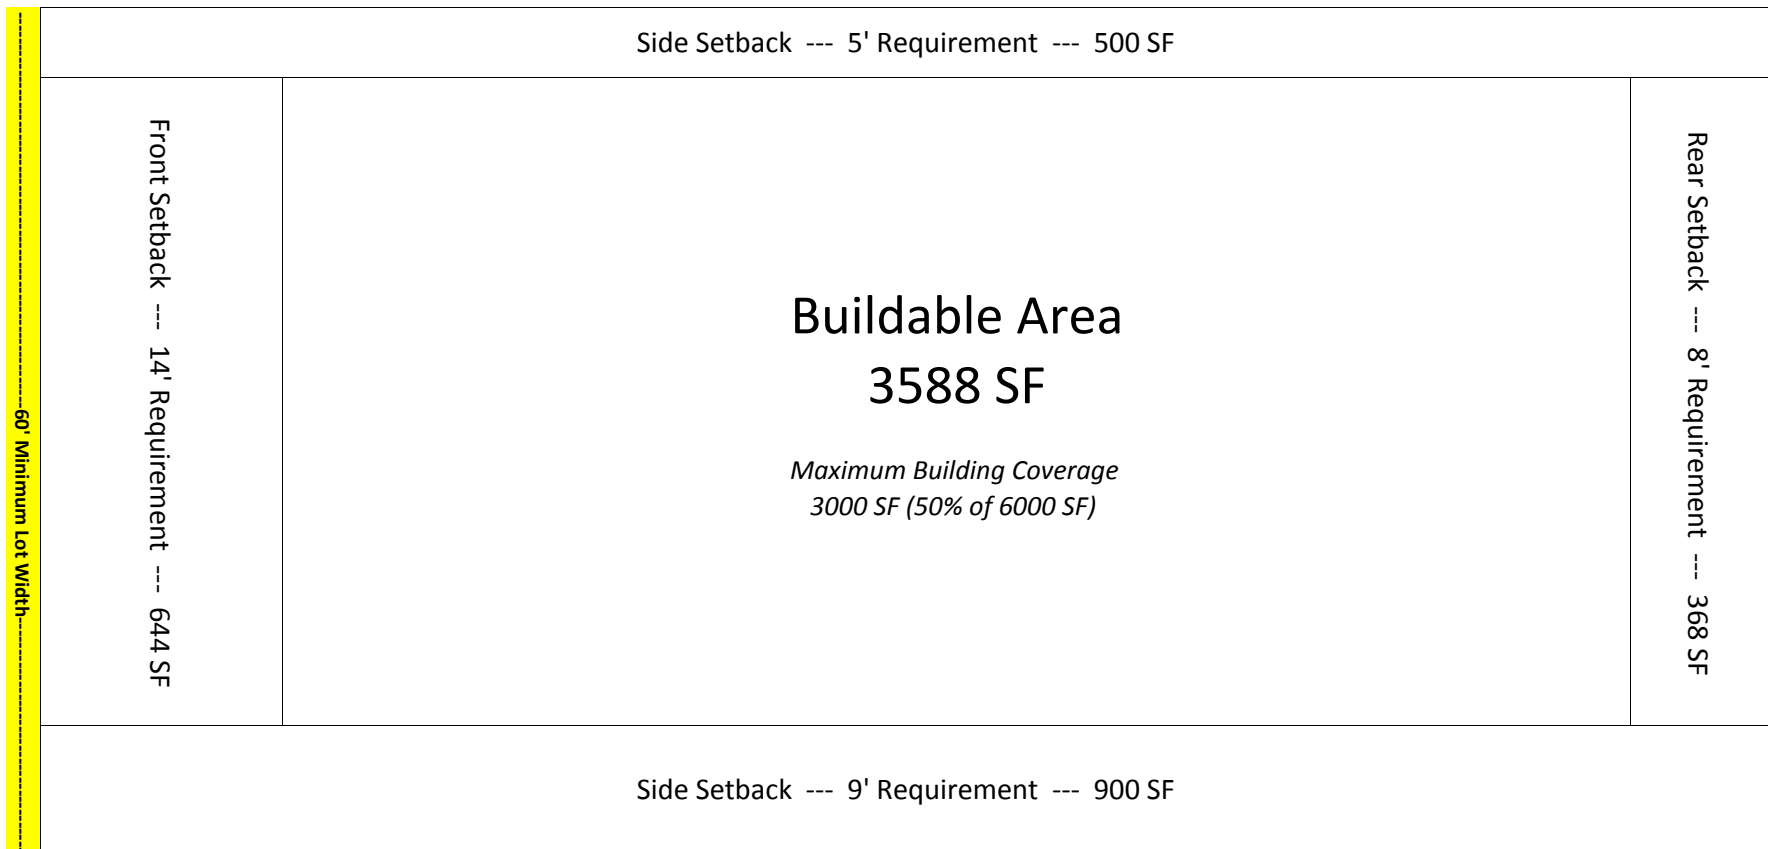 Side Setback --- 5' Requirement --- 500 SF
-----------------------------------------------------------60' Minimum Lot Width-----------------------------------------------------------
Front Setback --- 14' Requirement --- 644 SF
Buildable Area
3588 SF
Maximum Building Coverage
3000 SF (50% of 6000 SF)
Rear Setback --- 8' Requirement --- 368 SF
Side Setback --- 9' Requirement --- 900 SF